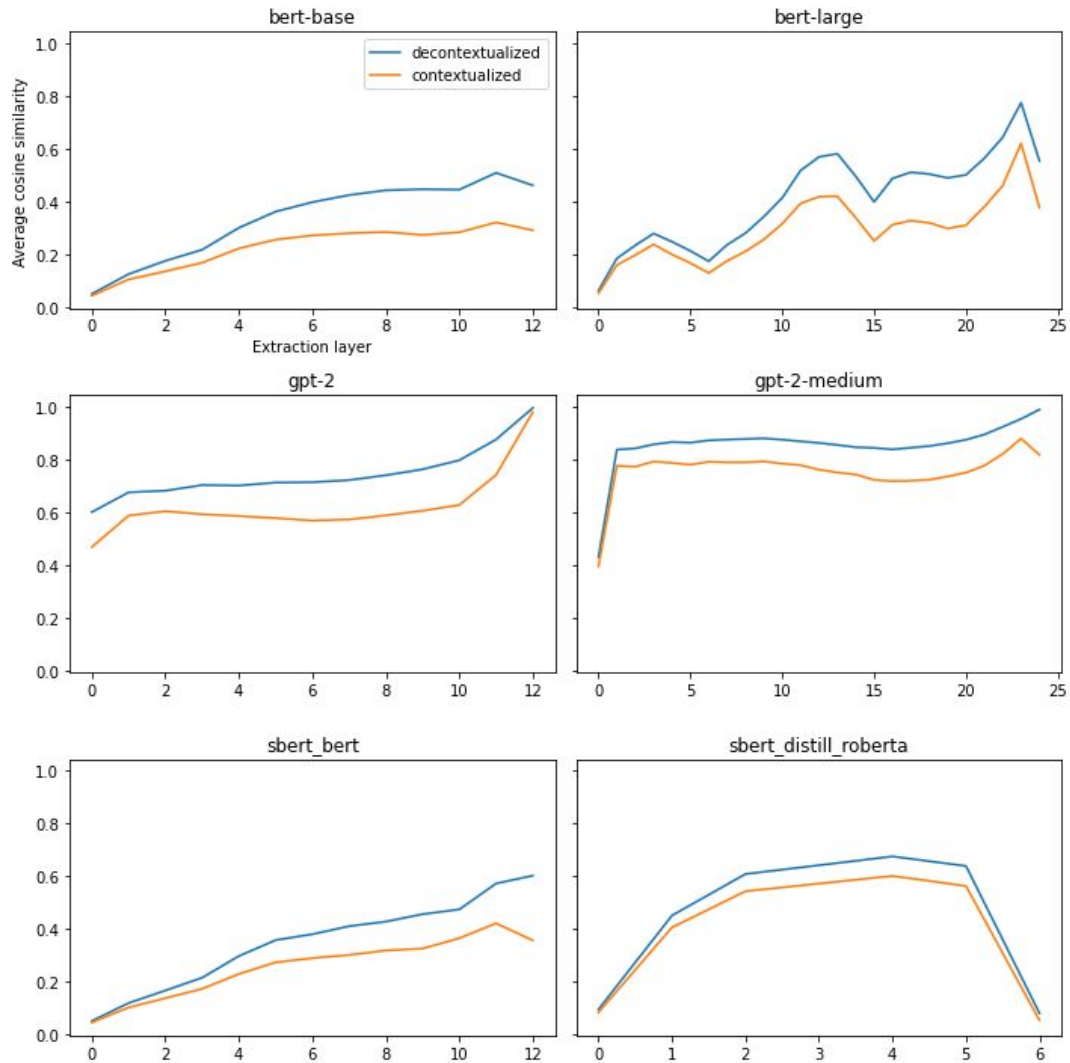 bert-base
bert-large
1.0
0.8
0.6
0.4
0.2
0.0
Average cosine similarity
decontextualized
contextualized
0 2 4 6 8 10 12
Extraction layer
0 5 10 15 20 25
gpt-2
gpt-2-medium
1.0
0.8
0.6
0.4
0.2
0.0
0 2 4 6 8 10 12
0 5 10 15 20 25
sbert_bert
sbert_distill_roberta
1.0
0.8
0.6
0.4
0.2
0.0
0 2 4 6 8 10 12
0 1 2 3 4 5 6